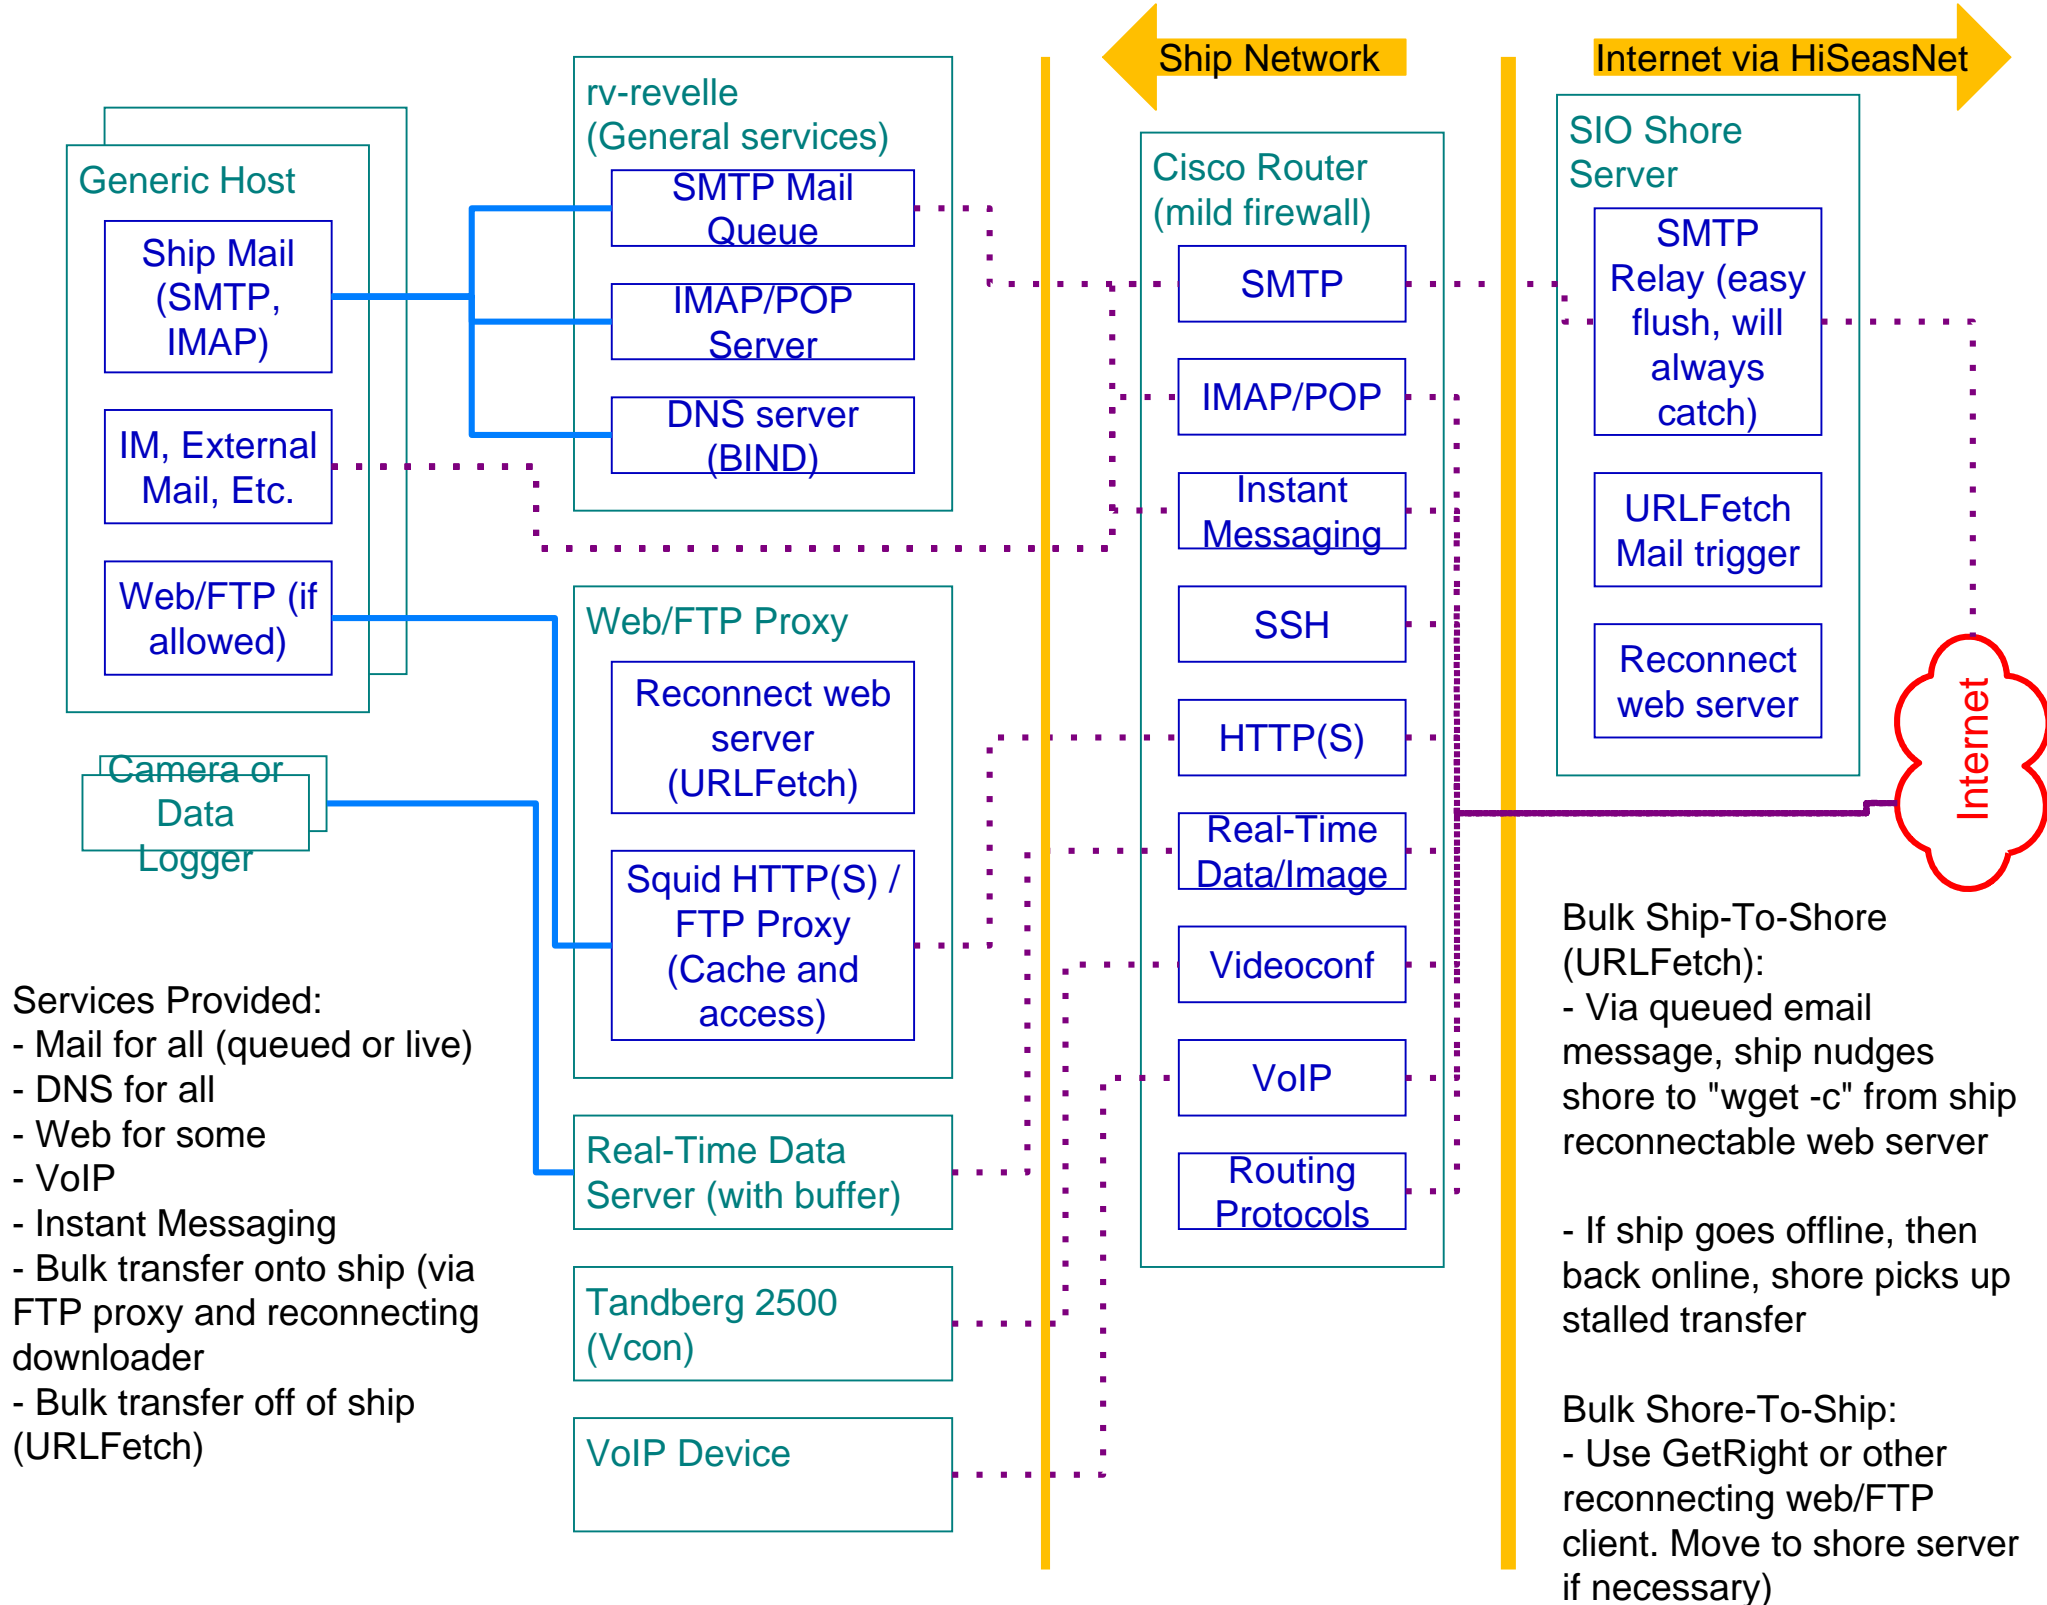 Ship Network
Internet via HiSeasNet
Generic Host
Ship Mail
(SMTP,
IMAP)
IM, External
Mail, Etc.
Web/FTP (if
allowed)
Camera or
Data
Logger
Services Provided:
- Mail for all (queued or live)
- DNS for all
- Web for some
- VoIP
- Instant Messaging
- Bulk transfer onto ship (via
FTP proxy and reconnecting
downloader
- Bulk transfer off of ship
(URLFetch)
rv-revelle
(General services)
SMTP Mail
Queue
IMAP/POP
Server
DNS server
(BIND)
Web/FTP Proxy
Reconnect web
server
(URLFetch)
Squid HTTP(S) /
FTP Proxy
(Cache and
access)
Real-Time Data
Server (with buffer)
Tandberg 2500
(Vcon)
VoIP Device
Cisco Router
(mild firewall)
SMTP
IMAP/POP
Instant
Messaging
SSH
HTTP(S)
Real-Time
Data/Image
Videoconf
VoIP
Routing
Protocols
SIO Shore
Server
SMTP
Relay (easy
flush, will
always
catch)
URLFetch
Mail trigger
Reconnect
web server
Internet
Bulk Ship-To-Shore
(URLFetch):
- Via queued email
message, ship nudges
shore to "wget -c" from ship
reconnectable web server
- If ship goes offline, then
back online, shore picks up
stalled transfer
Bulk Shore-To-Ship:
- Use GetRight or other
reconnecting web/FTP
client. Move to shore server
if necessary)